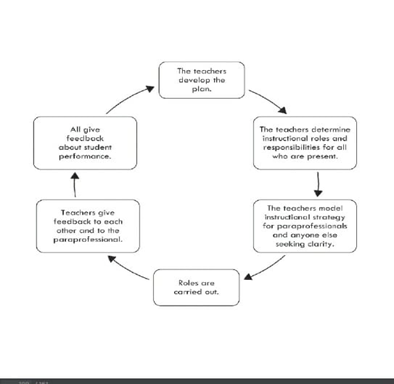 The teachers
develop the
plan.
The teachers determine
instructional roles and
responsibilities for all
who are present.
The teachers model
instructional strategy
for paraprofessionals
and anyone else
seeking clarity.
Roles are
carried out.
Teachers give
feedback to each
other and to the
paraprofessional.
All give
feedback
about student
performance.